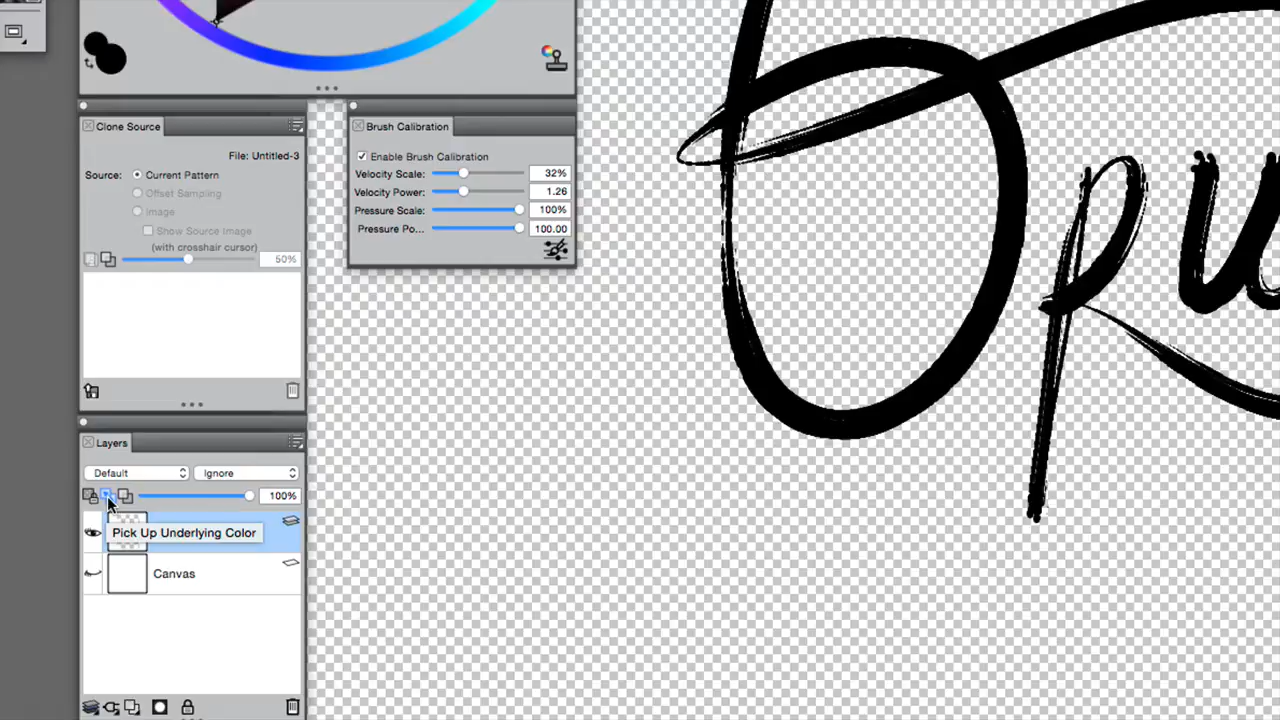 Clone Source
File: Untitled-3
Source: Current Pattern
Offset Sampling
Image
Show Source Image
(with crosshair cursor)
50%
Brush Calibration
Enable Brush Calibration
Velocity Scale: 32%
Velocity Power: 1.26
Pressure Scale: 100%
Pressure Po... 100.00
Layers
Default Ignore
100%
Pick Up Underlying Color
Canvas